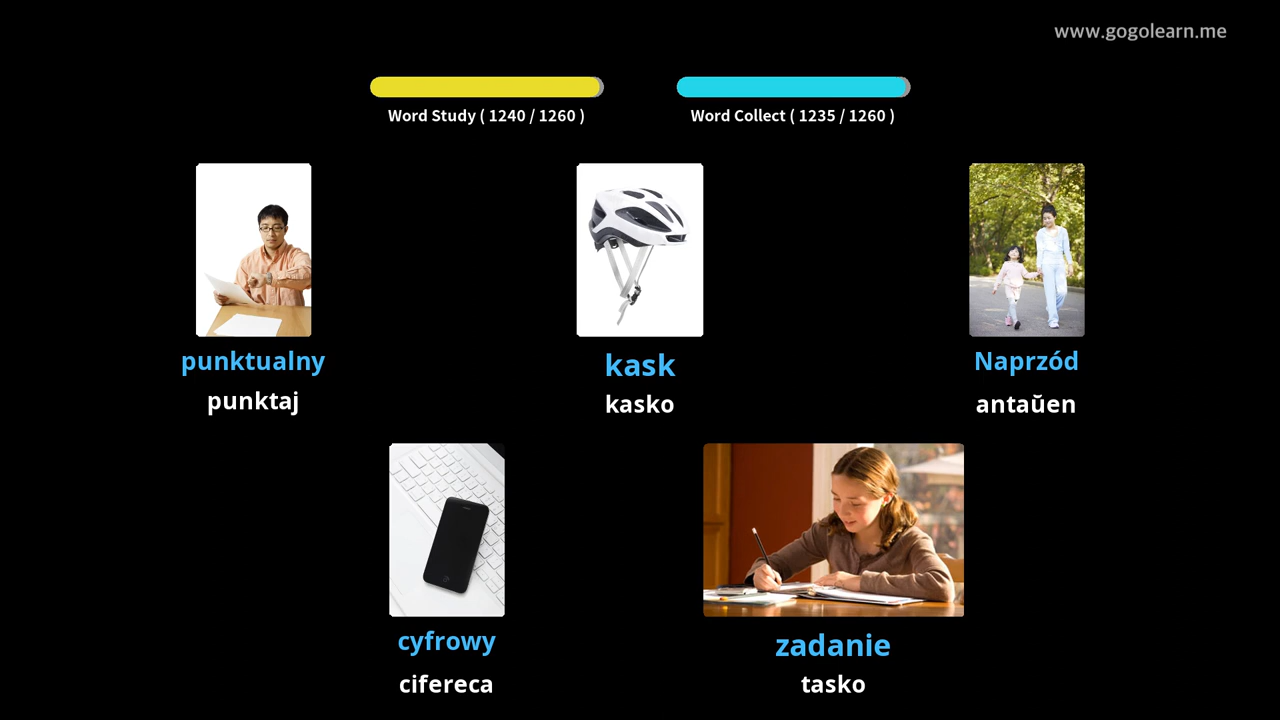 www.gogolearn.me
Word Study ( 1240 / 1260 )
Word Collect ( 1235 / 1260 )
punktualny
punktaj
kask
kasko
Naprzód
antaŭen
cyfrowy
cifereca
zadanie
tasko